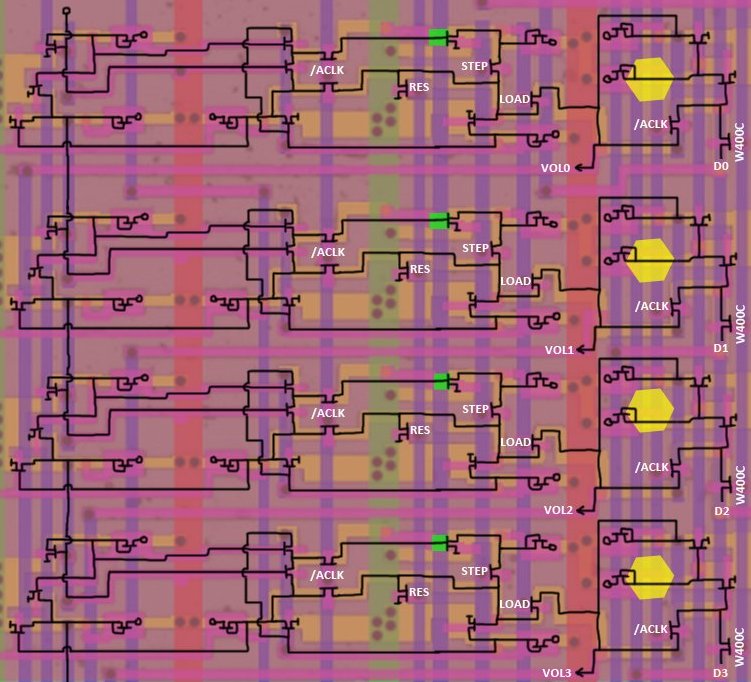 /ACLK RES STEP LOAD /ACLK W400C
VOL0 D0
/ACLK RES STEP LOAD /ACLK W400C
VOL1 D1
/ACLK RES STEP LOAD /ACLK W400C
VOL2 D2
/ACLK RES STEP LOAD /ACLK W400C
VOL3 D3